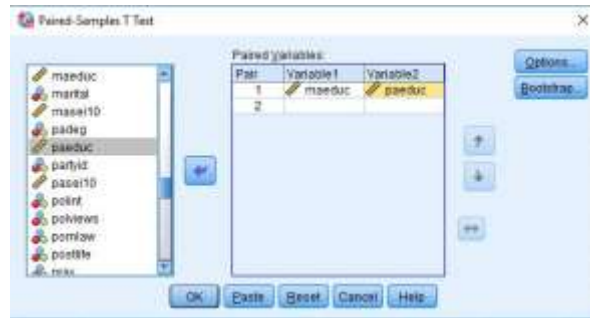 Paired-Samples T Test
Paired Variables:
Pair Variable1 Variable2
1 maeduc paeduc
2
maeduc
marital
masei10
padeg
paeduc
partyid
pasei10
polint
polviews
pornlaw
postlife
Options...
Bootstrap...
OK Paste Reset Cancel Help